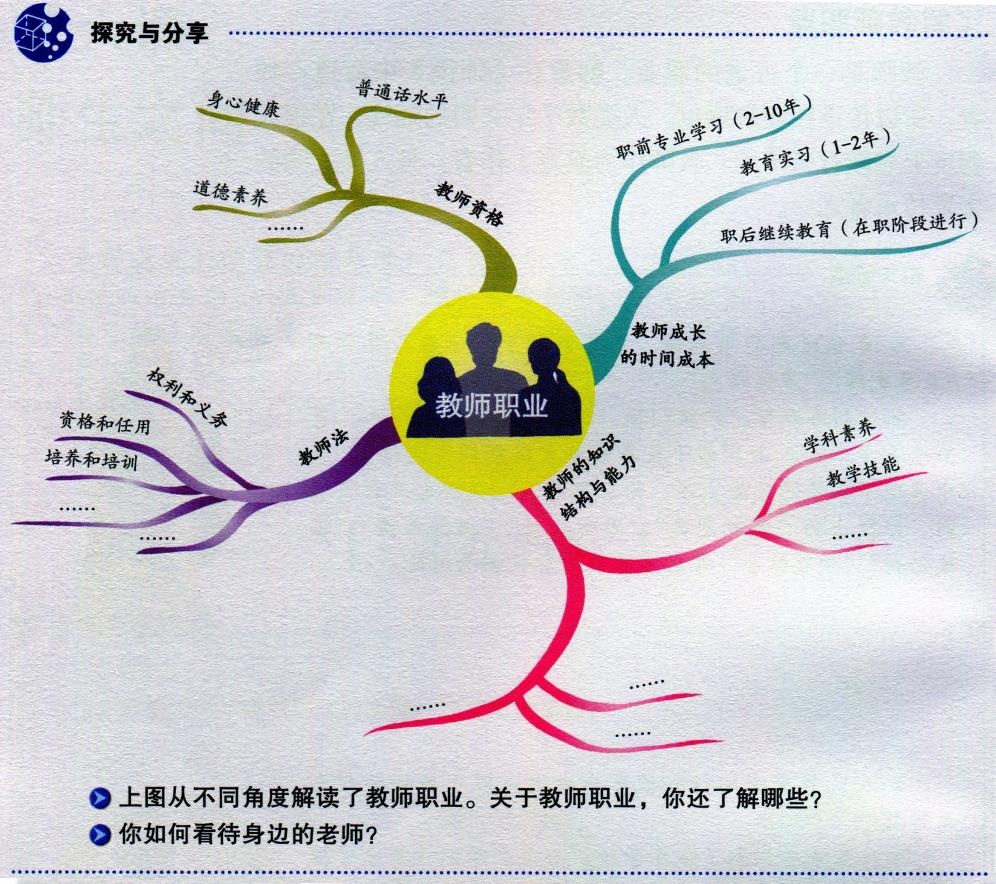 探究与分享
身心健康
普通话水平
道德素养
......
教师资格
职前专业学习（2-10年）
教育实习（1-2年）
职后继续教育（在职阶段进行）
教师成长
的时间成本
教师职业
权利和义务
资格和任用
培养和培训
......
......
教师法
教师的知识
结构与能力
学科素养
教学技能
......
......
......
......
上图从不同角度解读了教师职业。关于教师职业，你还了解哪些?
你如何看待身边的老师?